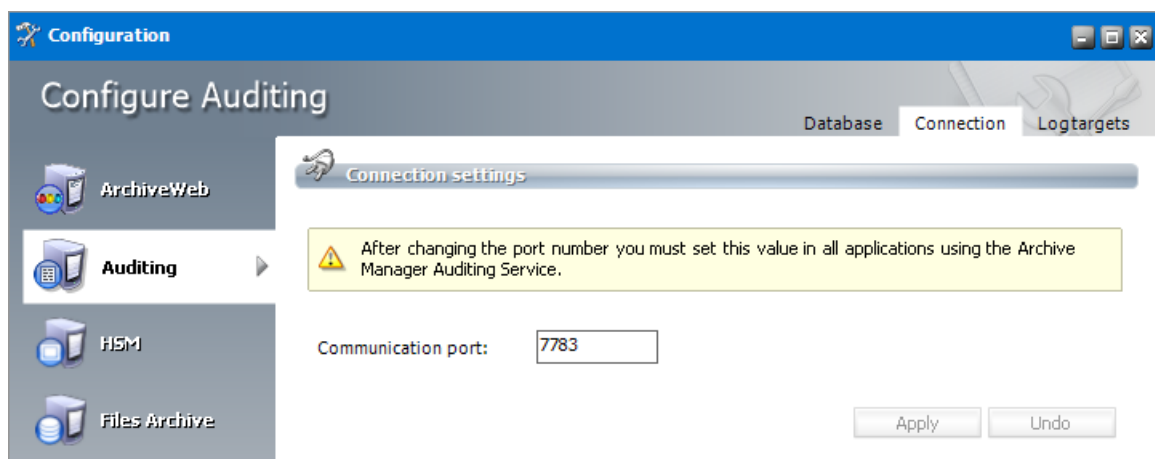 Configuration
Configure Auditing
Database Connection Logtargets
ArchiveWeb
Connection settings
Auditing
After changing the port number you must set this value in all applications using the Archive
Manager Auditing Service.
HSM
Communication port: 7783
Files Archive
Apply Undo